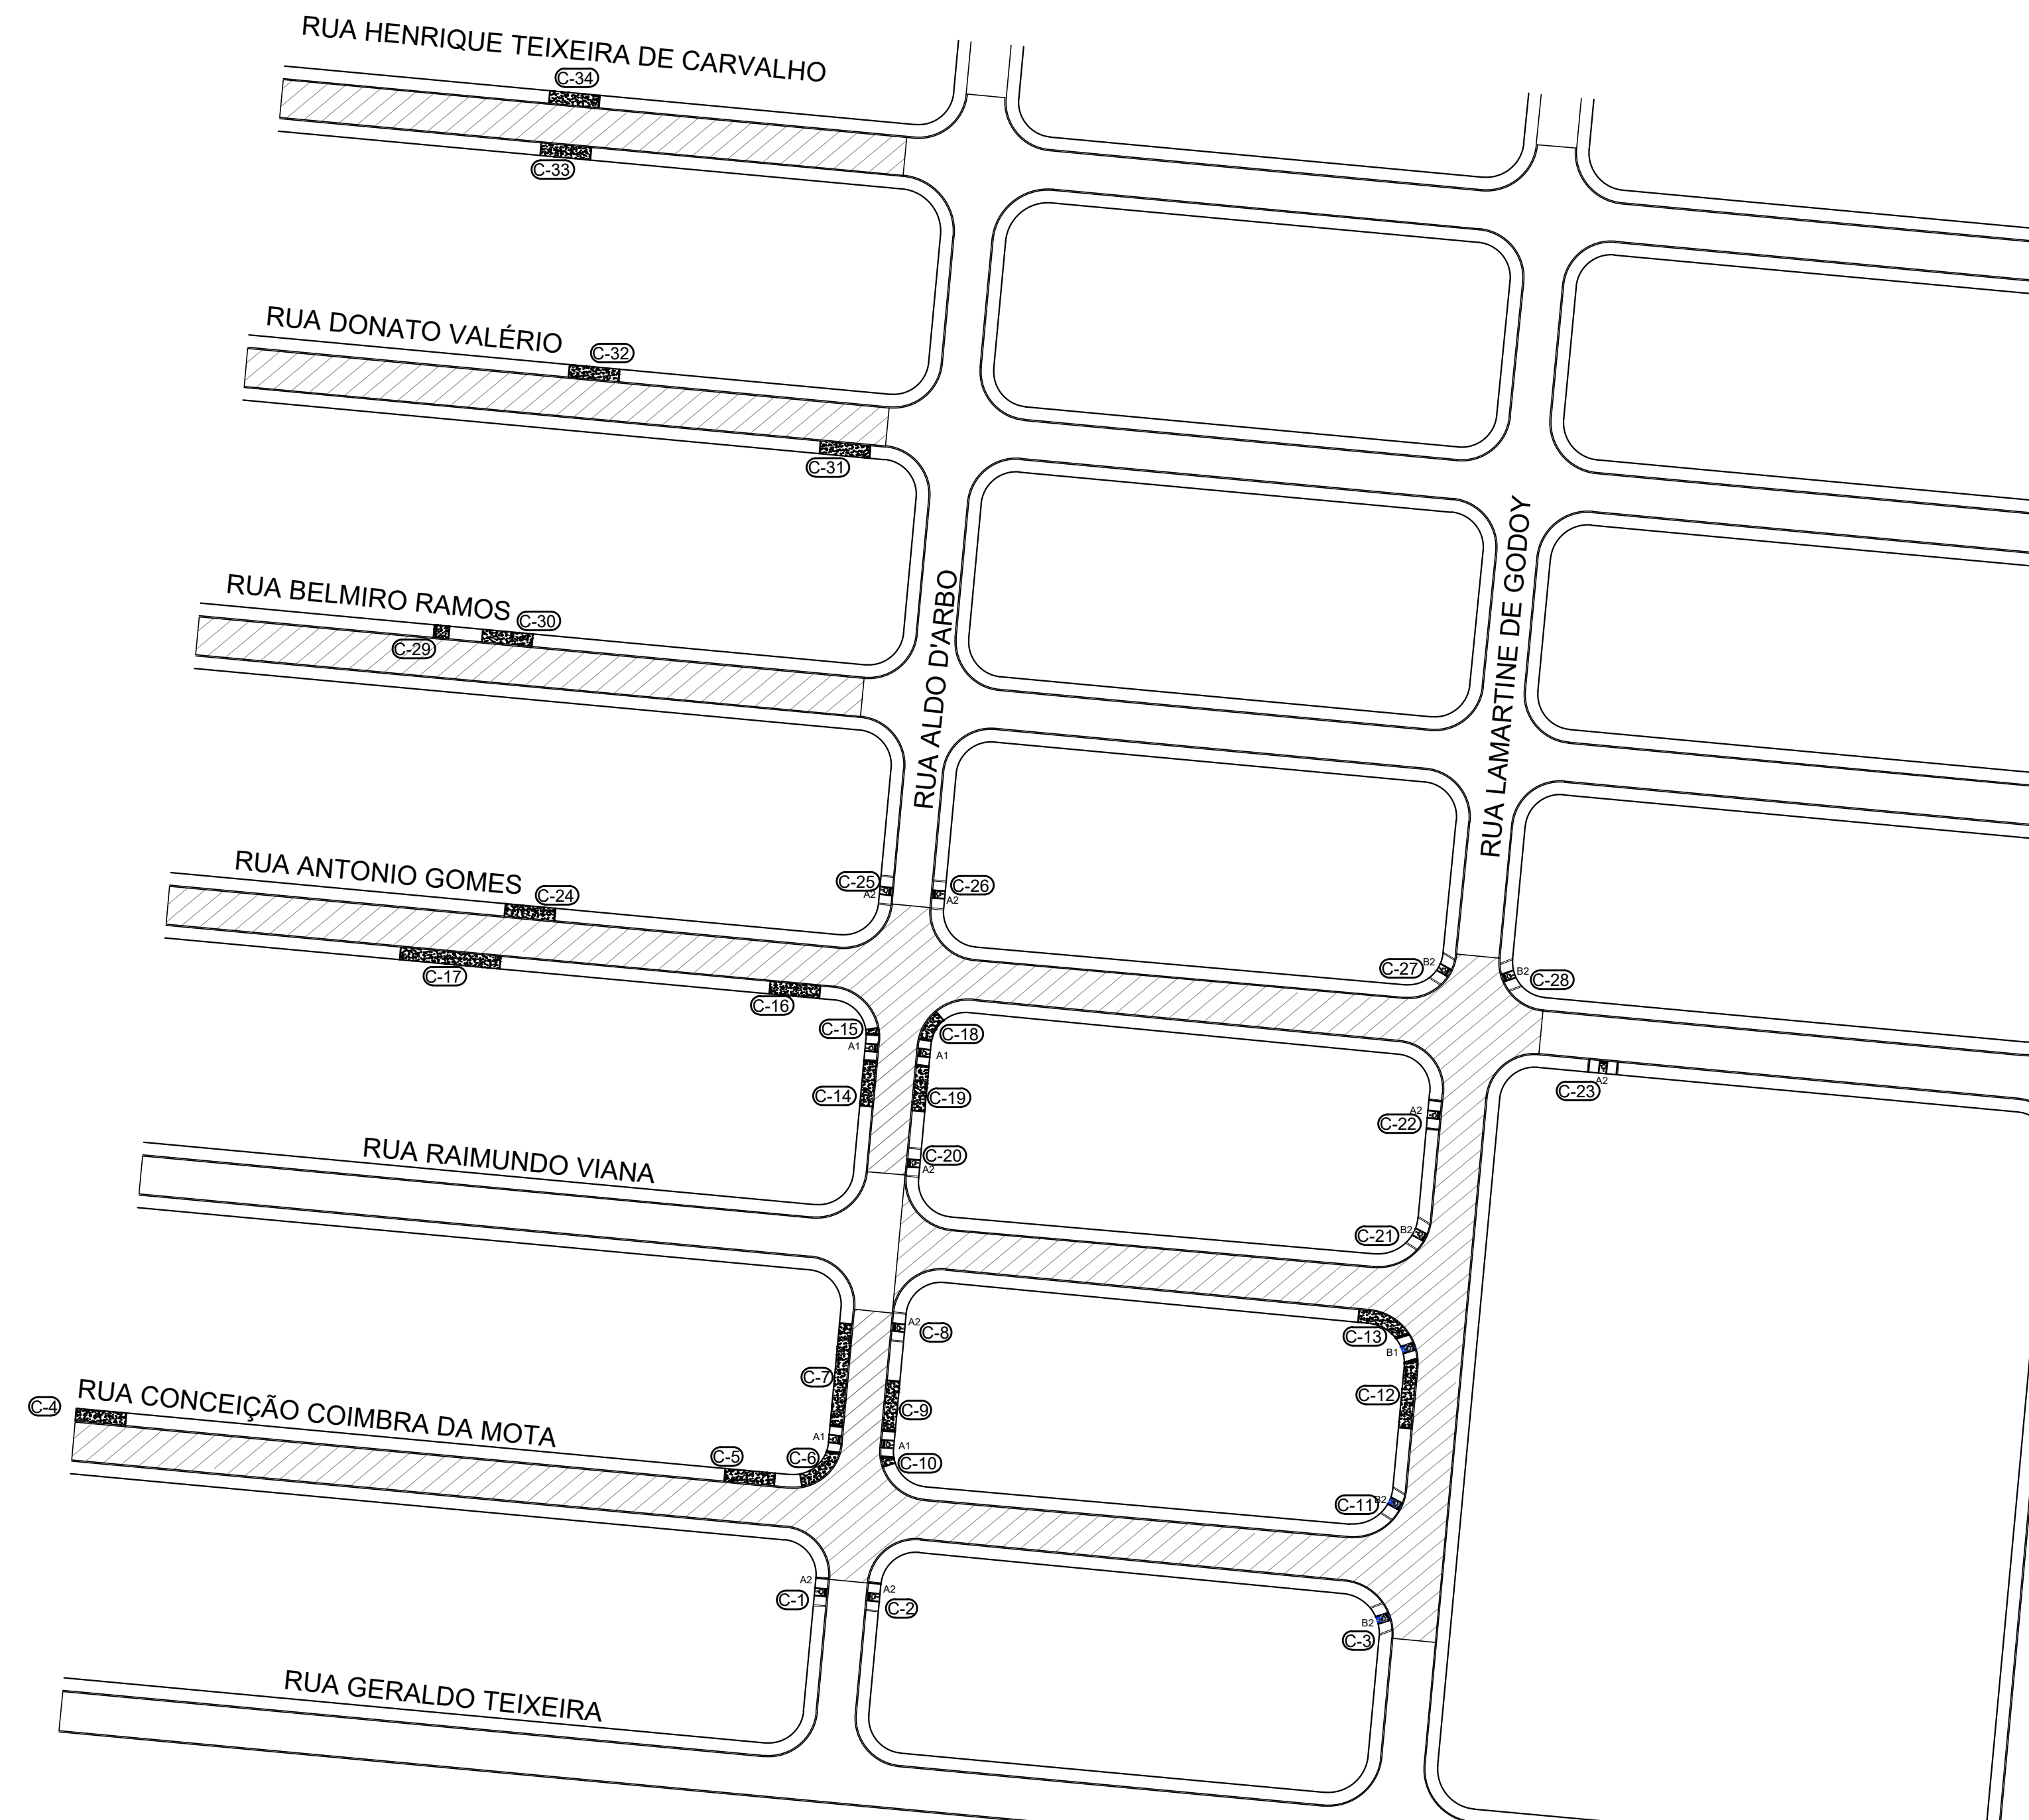 RUA HENRIQUE TEIXEIRA DE CARVALHO
C-34
C-33
RUA DONATO VALÉRIO
C-32
C-31
RUA BELMIRO RAMOS
C-30
C-29
RUA ALDO D'ARBO
RUA LAMARTINE DE GODOY
RUA ANTONIO GOMES
C-24
C-25
A2
C-26
A2
C-17
C-16
C-27
B2
B2
C-28
C-15
A1
C-18
A1
C-14
C-19
A2
C-22
C-23
A2
RUA RAIMUNDO VIANA
C-20
A2
C-21
B2
A2
C-8
C-13
B1
C-7
C-12
C-4
RUA CONCEIÇÃO COIMBRA DA MOTA
C-9
A1
A1
C-5
C-6
C-10
C-11
B2
A2
C-1
A2
C-2
B2
C-3
RUA GERALDO TEIXEIRA